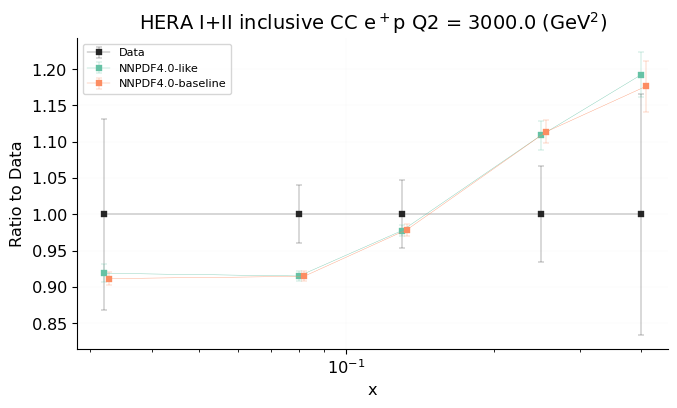 HERA I+II inclusive CC e⁺p Q2 = 3000.0 (GeV²)
Data
NNPDF4.0-like
NNPDF4.0-baseline
1.20
1.15
1.10
1.05
1.00
0.95
0.90
0.85
Ratio to Data
10⁻¹
x